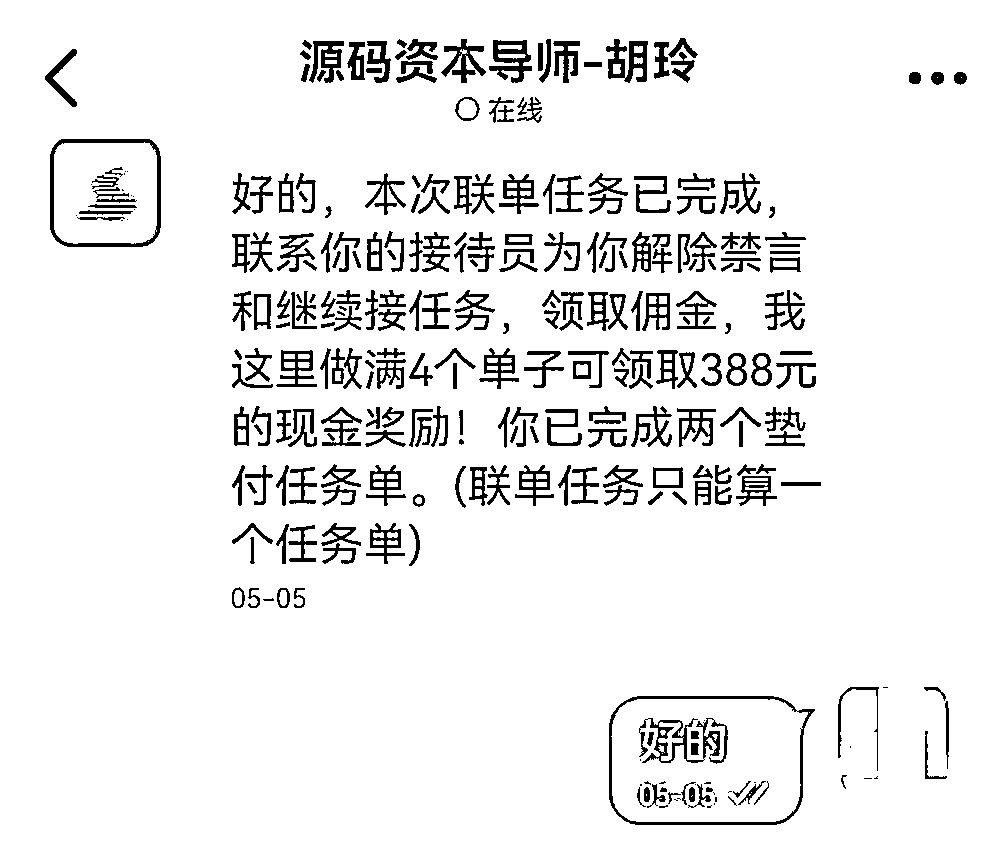 源码资本导师-胡玲
在线
好的，本次联单任务已完成，
联系你的接待员为你解除禁言
和继续接任务，领取佣金，我
这里做满4个单子可领取388元
的现金奖励！你已完成两个垫
付任务单。(联单任务只能算一
个任务单)
05-05
好的
05-05